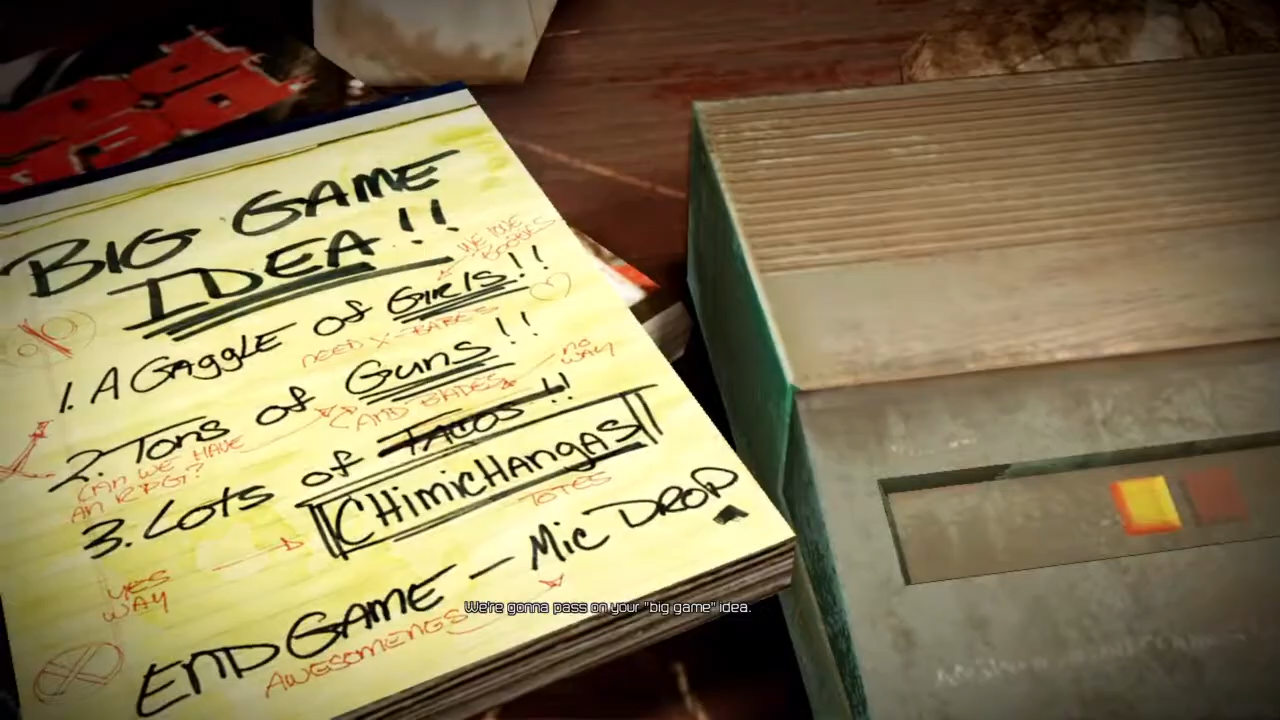 BIG GAME
IDEA!!
WE LOVE
BOOBIES
1. A GaggLE of GirLS!!
NEED X-BABES
2. Tons of Guns!!
NO WAY
(AND BLADES)
CAN WE HAVE
AN RPG?
3. Lots of TACOS!!
CHimicHangas
TOTES
YES
WAY
END GAME - Mic DROP
AWESOMENESS
We're gonna pass on your "big game" idea.